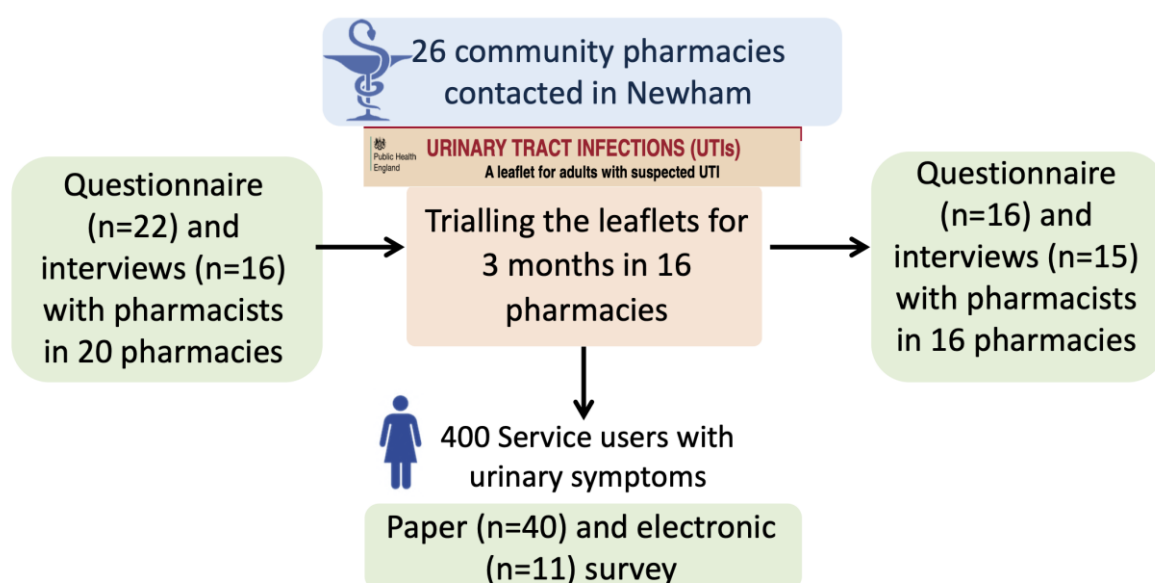 26 community pharmacies
contacted in Newham
Public Health
England
URINARY TRACT INFECTIONS (UTIs)
A leaflet for adults with suspected UTI
Questionnaire
(n=22) and
interviews (n=16)
with pharmacists
in 20 pharmacies
Trialling the leaflets for
3 months in 16
pharmacies
Questionnaire
(n=16) and
interviews (n=15)
with pharmacists
in 16 pharmacies
400 Service users with
urinary symptoms
Paper (n=40) and electronic
(n=11) survey